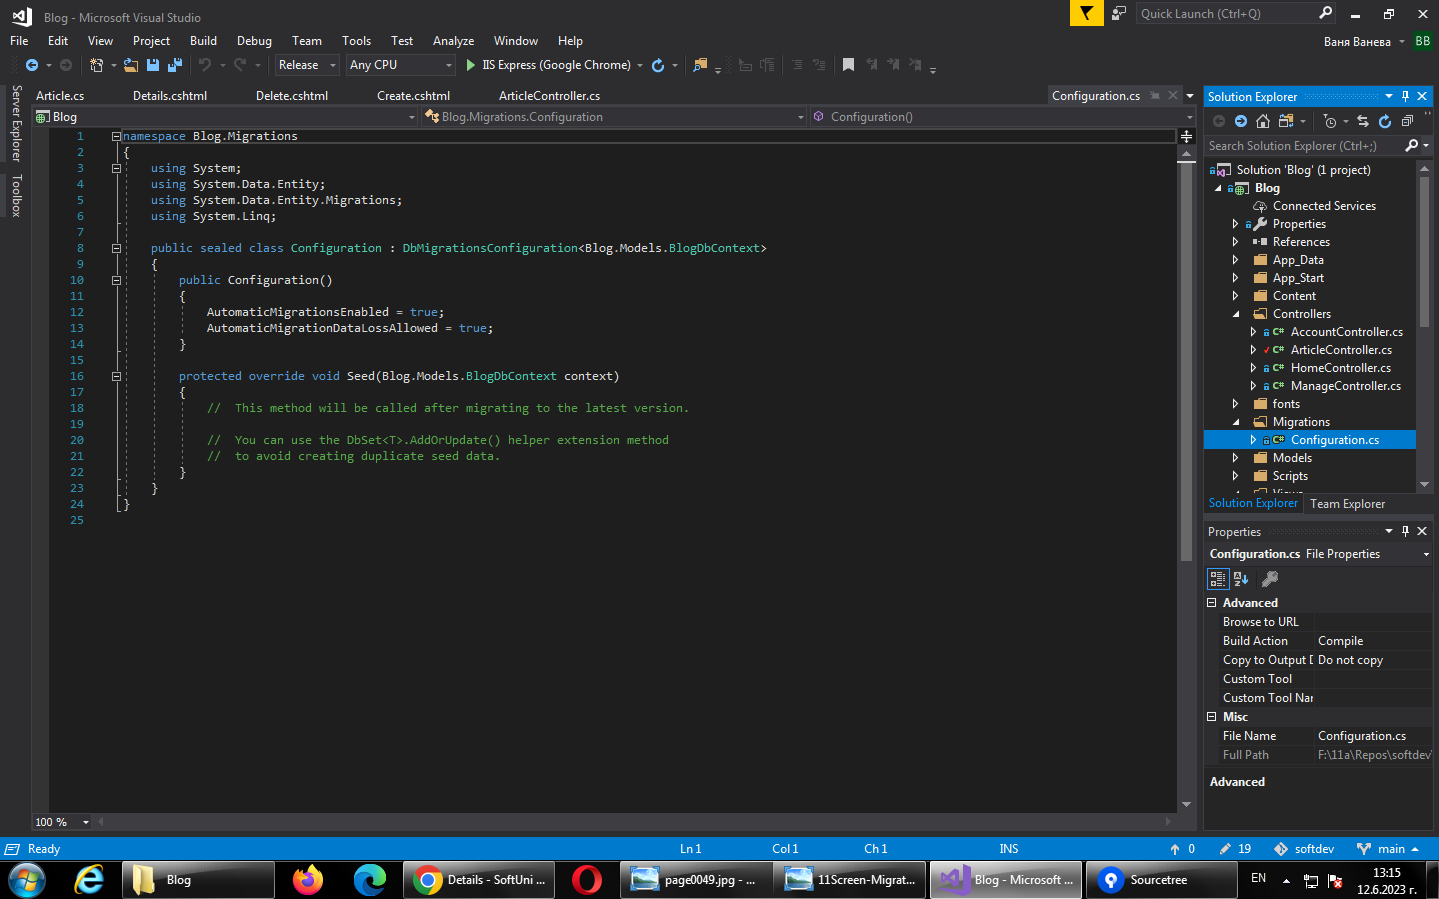 Blog - Microsoft Visual Studio
Quick Launch (Ctrl+Q)
File Edit View Project Build Debug Team Tools Test Analyze Window Help
Ваня Ванева BB
Release Any CPU IIS Express (Google Chrome)
Server Explorer
Toolbox
Article.cs Details.cshtml Delete.cshtml Create.cshtml ArticleController.cs Configuration.cs
Blog Blog.Migrations.Configuration Configuration()
1 namespace Blog.Migrations
2 {
3 using System;
4 using System.Data.Entity;
5 using System.Data.Entity.Migrations;
6 using System.Linq;
7
8 public sealed class Configuration : DbMigrationsConfiguration<Blog.Models.BlogDbContext>
9 {
10 public Configuration()
11 {
12 AutomaticMigrationsEnabled = true;
13 AutomaticMigrationDataLossAllowed = true;
14 }
15
16 protected override void Seed(Blog.Models.BlogDbContext context)
17 {
18 //  This method will be called after migrating to the latest version.
19
20 //  You can use the DbSet<T>.AddOrUpdate() helper extension method
21 //  to avoid creating duplicate seed data.
22 }
23 }
24 }
25
100 %
Solution Explorer
Search Solution Explorer (Ctrl+;)
Solution 'Blog' (1 project)
Blog
Connected Services
Properties
References
App_Data
App_Start
Content
Controllers
C# AccountController.cs
C# ArticleController.cs
C# HomeController.cs
C# ManageController.cs
fonts
Migrations
C# Configuration.cs
Models
Scripts
Views
Solution Explorer Team Explorer
Properties
Configuration.cs File Properties
Advanced
Browse to URL
Build Action Compile
Copy to Output D Do not copy
Custom Tool
Custom Tool Nar
Misc
File Name Configuration.cs
Full Path F:\11a\Repos\softdev\
Advanced
Ready Ln 1 Col 1 Ch 1 INS 0 19 softdev main
Blog Details - SoftUni ... page0049.jpg - ... 11Screen-Migrat... Blog - Microsoft ... Sourcetree EN
13:15
12.6.2023 г.